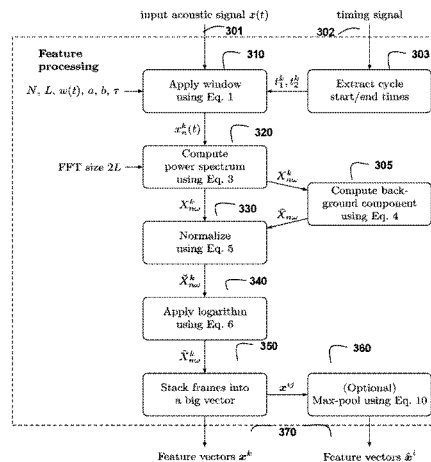 input acoustic signal x(t)
timing signal
301
302
Feature
processing
310
303
N, L, w(t), a, b, τ
Apply window
using Eq. 1
t₁ᵏ, t₂ᵏ
Extract cycle
start/end times
xₙᵏ(t)
320
FFT size 2L
Compute
power spectrum
using Eq. 3
305
Xₙωᵏ
Compute back-
ground component
using Eq. 4
Xₙωᵏ
330
X̂ₙω
Normalize
using Eq. 5
X̄ₙωᵏ
340
Apply logarithm
using Eq. 6
X̃ₙωᵏ
350
360
Stack frames into
a big vector
xⁱʲ
(Optional)
Max-pool using Eq. 10
370
Feature vectors xᵏ
Feature vectors x̂ⁱ